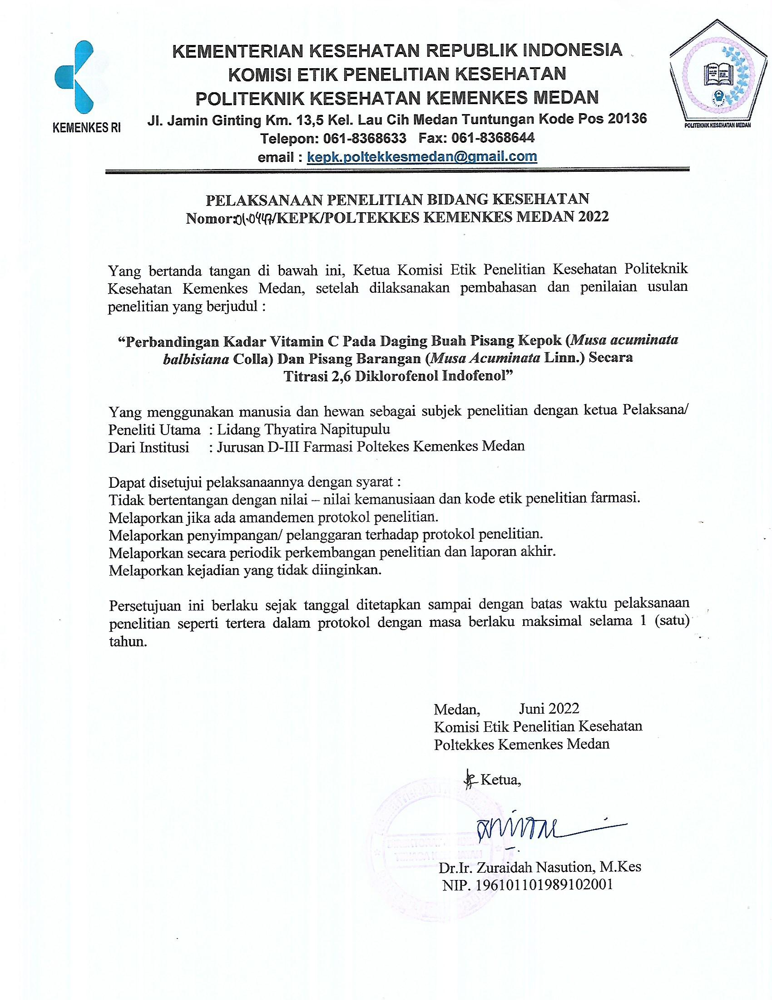 KEMENTERIAN KESEHATAN REPUBLIK INDONESIA
KOMISI ETIK PENELITIAN KESEHATAN
POLITEKNIK KESEHATAN KEMENKES MEDAN
Jl. Jamin Ginting Km. 13,5 Kel. Lau Cih Medan Tuntungan Kode Pos 20136
Telepon: 061-8368633 Fax: 061-8368644
email : kepk.poltekkesmedan@gmail.com
KEMENKES RI
POLITEKNIK KESEHATAN MEDAN
PELAKSANAAN PENELITIAN BIDANG KESEHATAN
Nomor:01.0447/KEPK/POLTEKKES KEMENKES MEDAN 2022
Yang bertanda tangan di bawah ini, Ketua Komisi Etik Penelitian Kesehatan Politeknik
Kesehatan Kemenkes Medan, setelah dilaksanakan pembahasan dan penilaian usulan
penelitian yang berjudul :
“Perbandingan Kadar Vitamin C Pada Daging Buah Pisang Kepok (Musa acuminata
balbisiana Colla) Dan Pisang Barangan (Musa Acuminata Linn.) Secara
Titrasi 2,6 Diklorofenol Indofenol”
Yang menggunakan manusia dan hewan sebagai subjek penelitian dengan ketua Pelaksana/
Peneliti Utama : Lidang Thyatira Napitupulu
Dari Institusi : Jurusan D-III Farmasi Poltekes Kemenkes Medan
Dapat disetujui pelaksanaannya dengan syarat :
Tidak bertentangan dengan nilai – nilai kemanusiaan dan kode etik penelitian farmasi.
Melaporkan jika ada amandemen protokol penelitian.
Melaporkan penyimpangan/ pelanggaran terhadap protokol penelitian.
Melaporkan secara periodik perkembangan penelitian dan laporan akhir.
Melaporkan kejadian yang tidak diinginkan.
Persetujuan ini berlaku sejak tanggal ditetapkan sampai dengan batas waktu pelaksanaan
penelitian seperti tertera dalam protokol dengan masa berlaku maksimal selama 1 (satu)
tahun.
Medan, Juni 2022
Komisi Etik Penelitian Kesehatan
Poltekkes Kemenkes Medan
Ketua,
Dr.Ir. Zuraidah Nasution, M.Kes
NIP. 196101101989102001